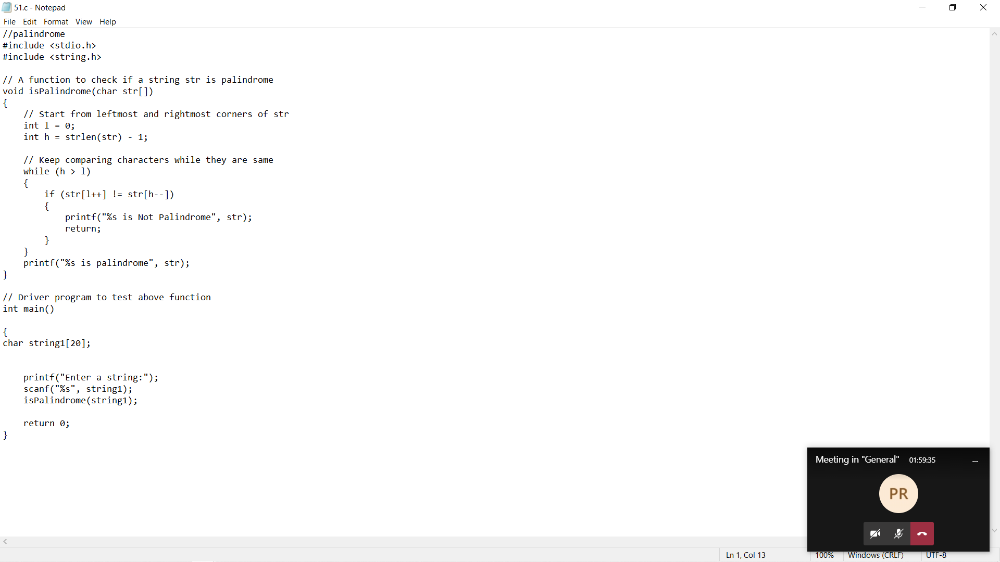 51.c - Notepad
File Edit Format View Help
//palindrome
#include <stdio.h>
#include <string.h>

// A function to check if a string str is palindrome
void isPalindrome(char str[])
{
    // Start from leftmost and rightmost corners of str
    int l = 0;
    int h = strlen(str) - 1;

    // Keep comparing characters while they are same
    while (h > l)
    {
        if (str[l++] != str[h--])
        {
            printf("%s is Not Palindrome", str);
            return;
        }
    }
    printf("%s is palindrome", str);
}

// Driver program to test above function
int main()

{
char string1[20];


    printf("Enter a string:");
    scanf("%s", string1);
    isPalindrome(string1);

    return 0;
}
Meeting in "General" 01:59:35
PR
Ln 1, Col 13 100% Windows (CRLF) UTF-8